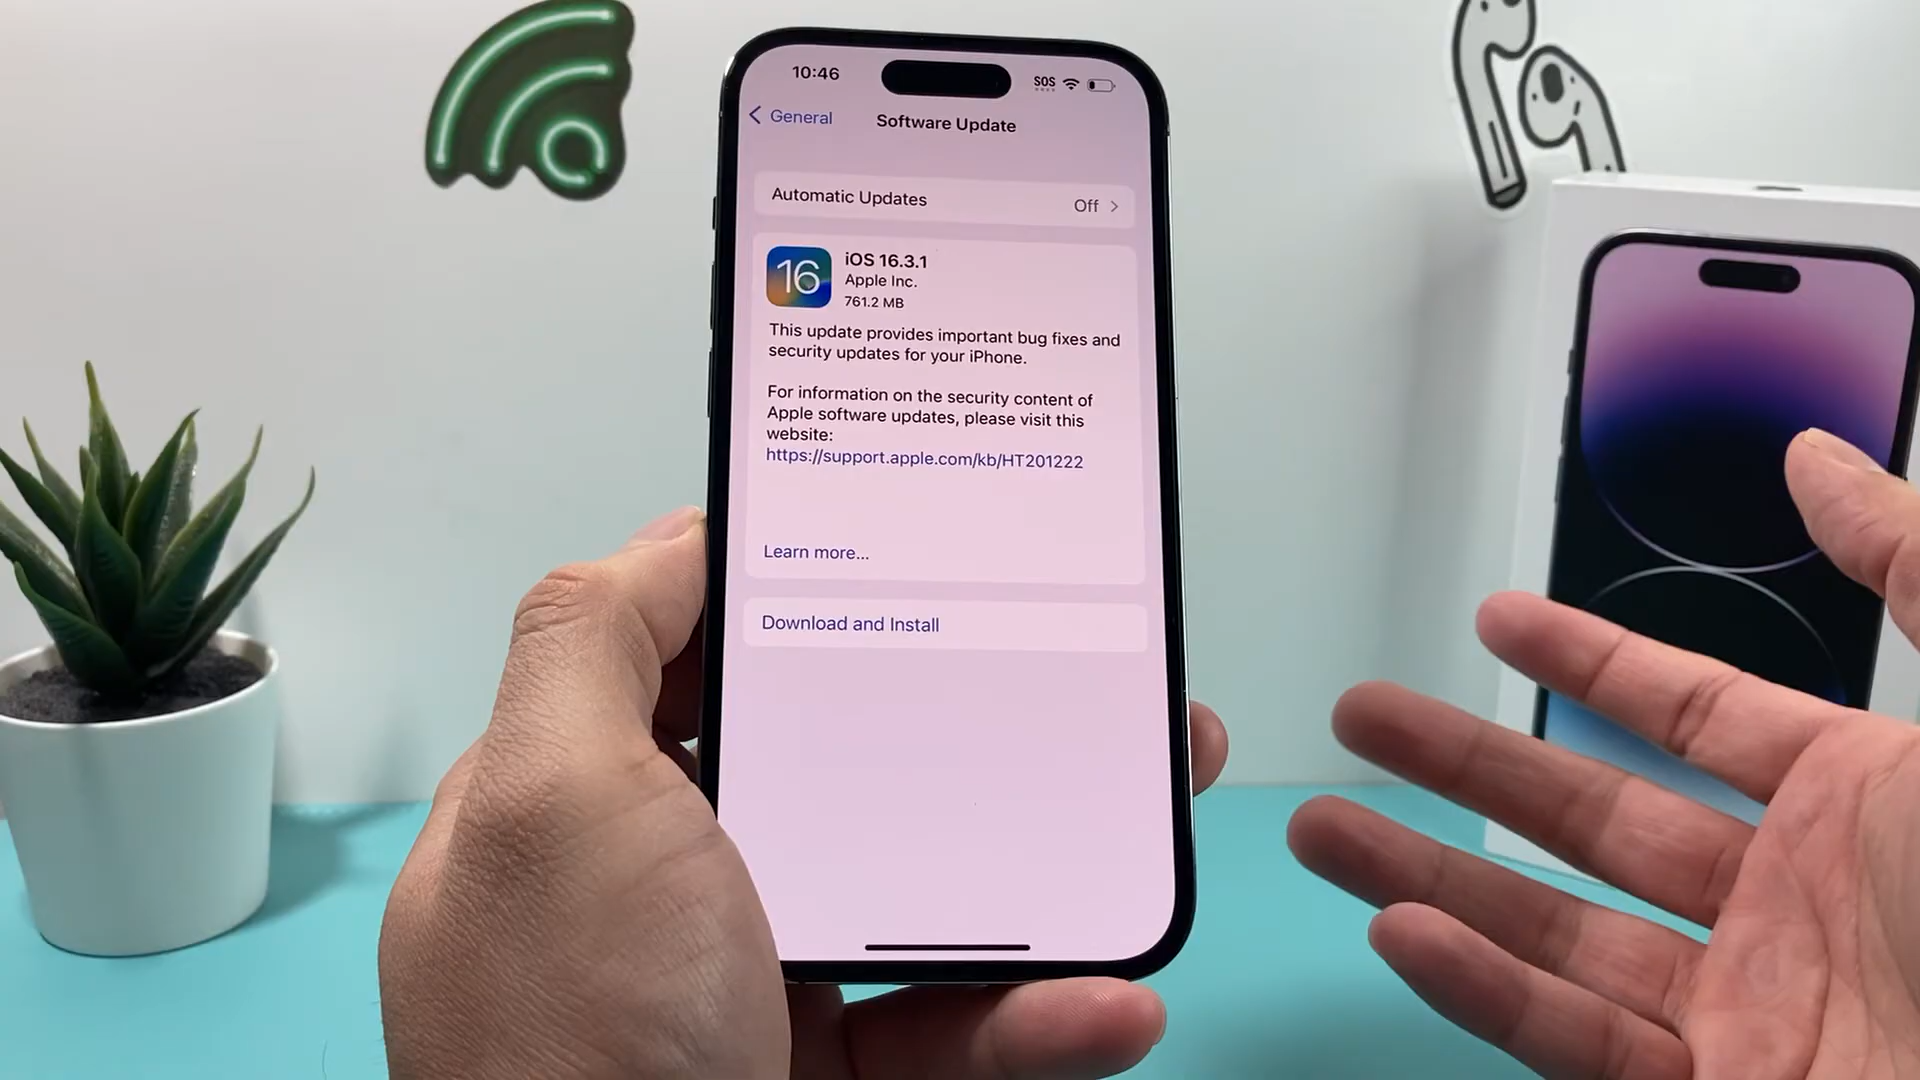 10:46
SOS
General
Software Update
Automatic Updates
Off
16
iOS 16.3.1
Apple Inc.
761.2 MB
This update provides important bug fixes and
security updates for your iPhone.
For information on the security content of
Apple software updates, please visit this
website:
https://support.apple.com/kb/HT201222
Learn more...
Download and Install